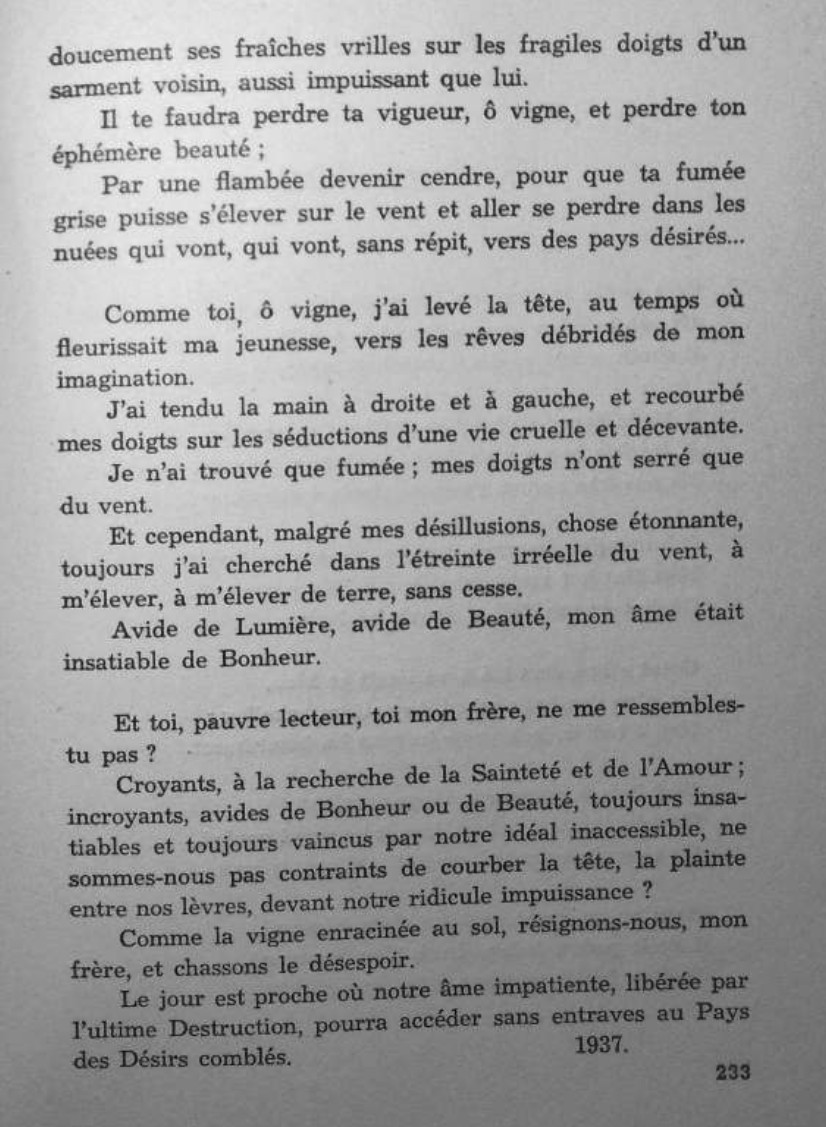 doucement ses fraîches vrilles sur les fragiles doigts d'un
sarment voisin, aussi impuissant que lui.
Il te faudra perdre ta vigueur, ô vigne, et perdre ton
éphémère beauté ;
Par une flambée devenir cendre, pour que ta fumée
grise puisse s'élever sur le vent et aller se perdre dans les
nuées qui vont, qui vont, sans répit, vers des pays désirés...
Comme toi, ô vigne, j'ai levé la tête, au temps où
fleurissait ma jeunesse, vers les rêves débridés de mon
imagination.
J'ai tendu la main à droite et à gauche, et recourbé
mes doigts sur les séductions d'une vie cruelle et décevante.
Je n'ai trouvé que fumée ; mes doigts n'ont serré que
du vent.
Et cependant, malgré mes désillusions, chose étonnante,
toujours j'ai cherché dans l'étreinte irréelle du vent, à
m'élever, à m'élever de terre, sans cesse.
Avide de Lumière, avide de Beauté, mon âme était
insatiable de Bonheur.
Et toi, pauvre lecteur, toi mon frère, ne me ressembles-
tu pas ?
Croyants, à la recherche de la Sainteté et de l'Amour ;
incroyants, avides de Bonheur ou de Beauté, toujours insa-
tiables et toujours vaincus par notre idéal inaccessible, ne
sommes-nous pas contraints de courber la tête, la plainte
entre nos lèvres, devant notre ridicule impuissance ?
Comme la vigne enracinée au sol, résignons-nous, mon
frère, et chassons le désespoir.
Le jour est proche où notre âme impatiente, libérée par
l'ultime Destruction, pourra accéder sans entraves au Pays
des Désirs comblés. 1937.
233